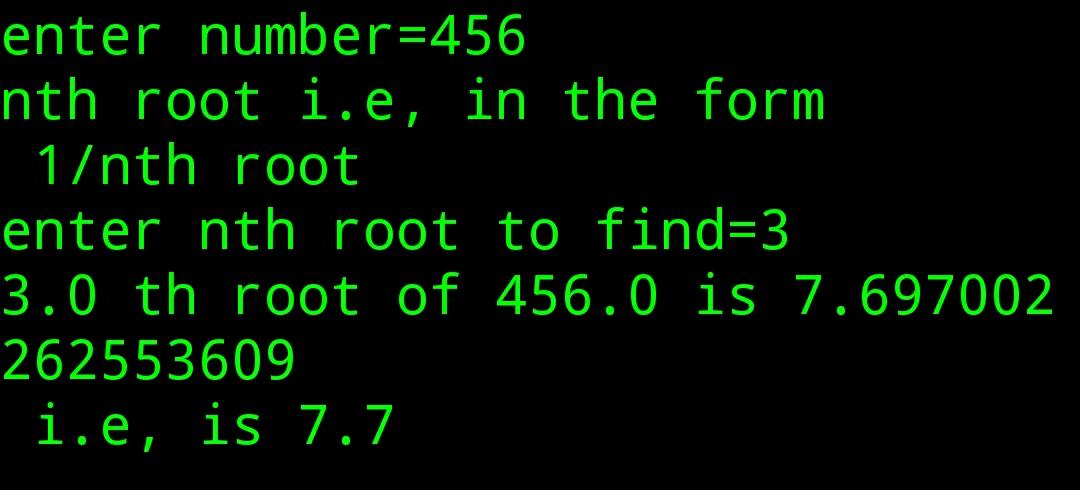 enter number=456
nth root i.e, in the form
 1/nth root
enter nth root to find=3
3.0 th root of 456.0 is 7.697002
262553609
 i.e, is 7.7